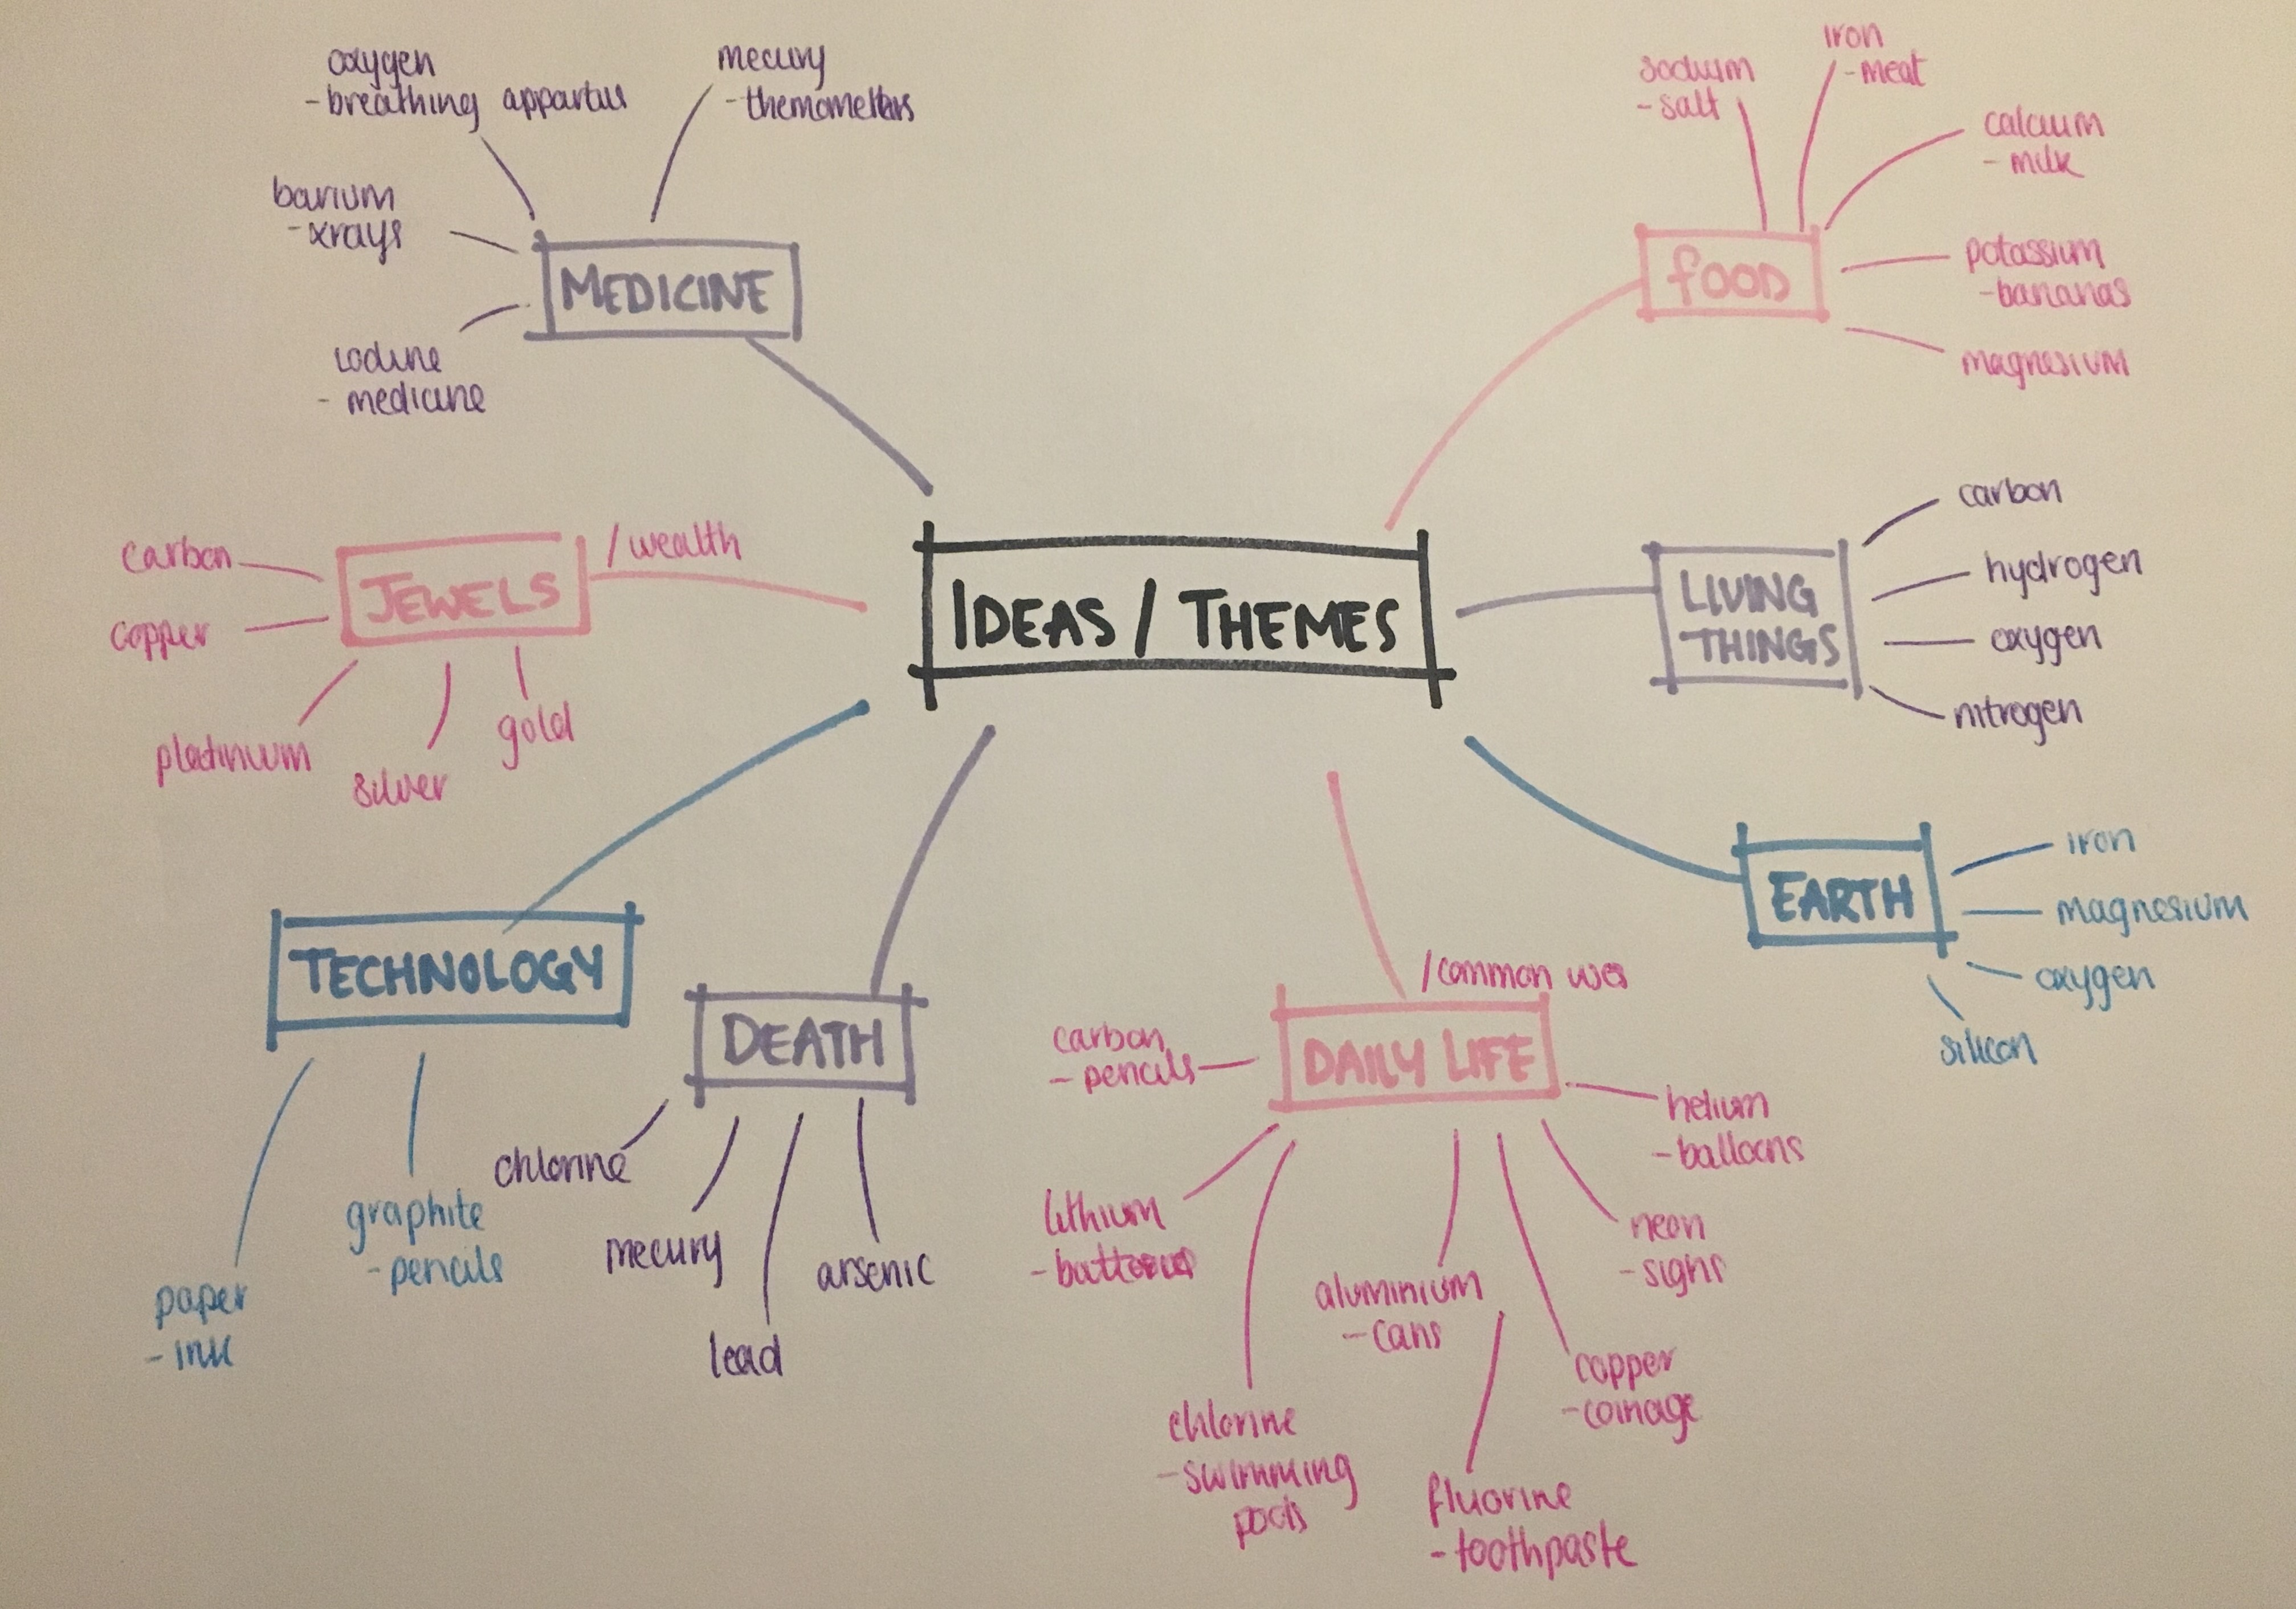 oxygen
- breathing appartus
mecury
- themometers
barium
- xrays
iodine
- medicine
MEDICINE
sodium
- salt
iron
- meat
calcium
- milk
potassium
- bananas
magnesium
FOOD
IDEAS / THEMES
JEWELS
/ wealth
carbon
copper
platinum
silver
gold
LIVING
THINGS
carbon
hydrogen
oxygen
nitrogen
EARTH
iron
magnesium
oxygen
silicon
TECHNOLOGY
paper
- ink
graphite
- pencils
DEATH
chlorine
mecury
lead
arsenic
/common uses
DAILY LIFE
carbon
- pencils
lithium
- batteries
chlorine
- swimming
pools
aluminium
- cans
fluorine
- toothpaste
copper
- coinage
neon
- signs
helium
- balloons